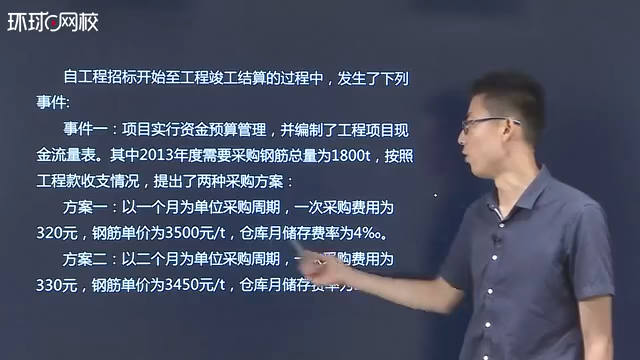 环球网校
自工程招标开始至工程竣工结算的过程中，发生了下列
事件:
事件一：项目实行资金预算管理，并编制了工程项目现
金流量表。其中2013年度需要采购钢筋总量为1800t，按照
工程款收支情况，提出了两种采购方案：
方案一：以一个月为单位采购周期，一次采购费用为
320元，钢筋单价为3500元/t，仓库月储存费率为4‰。
方案二：以二个月为单位采购周期，一 采购费用为
330元，钢筋单价为3450元/t，仓库月储存费率为